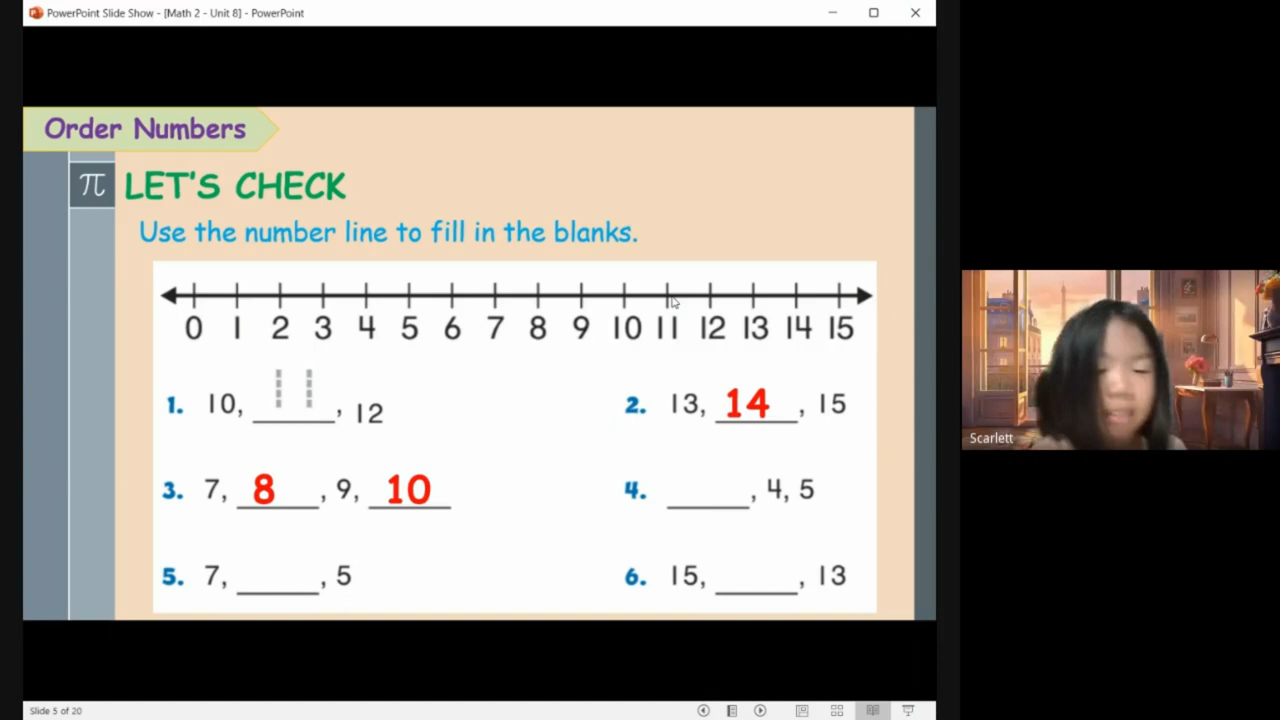 PowerPoint Slide Show - [Math 2 - Unit 8] - PowerPoint
Order Numbers
π LET'S CHECK
Use the number line to fill in the blanks.
0 1 2 3 4 5 6 7 8 9 10 11 12 13 14 15
1. 10, 11, 12
2. 13, 14, 15
3. 7, 8, 9, 10
4. ____, 4, 5
5. 7, ____, 5
6. 15, ____, 13
Scarlett
Slide 5 of 20